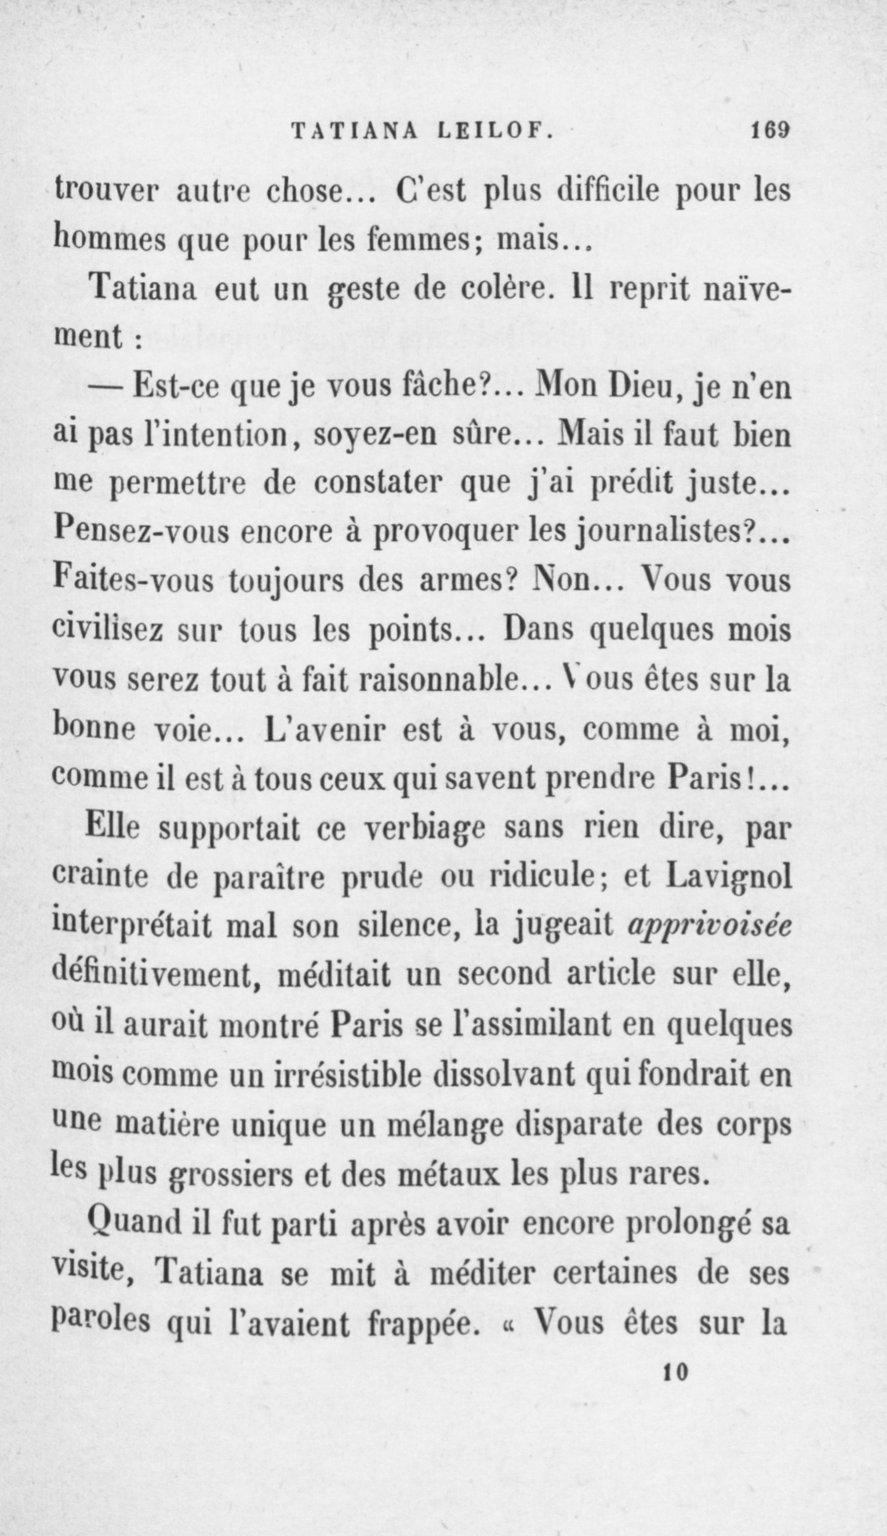 TATIANA LEILOF. 169
trouver autre chose... C'est plus difficile pour les
hommes que pour les femmes; mais...
Tatiana eut un geste de colère. Il reprit naïve-
ment :
— Est-ce que je vous fâche?... Mon Dieu, je n'en
ai pas l'intention, soyez-en sûre... Mais il faut bien
me permettre de constater que j'ai prédit juste...
Pensez-vous encore à provoquer les journalistes?...
Faites-vous toujours des armes? Non... Vous vous
civilisez sur tous les points... Dans quelques mois
vous serez tout à fait raisonnable... Vous êtes sur la
bonne voie... L'avenir est à vous, comme à moi,
comme il est à tous ceux qui savent prendre Paris!...
Elle supportait ce verbiage sans rien dire, par
crainte de paraître prude ou ridicule; et Lavignol
interprétait mal son silence, la jugeait apprivoisée
définitivement, méditait un second article sur elle,
où il aurait montré Paris se l'assimilant en quelques
mois comme un irrésistible dissolvant qui fondrait en
une matière unique un mélange disparate des corps
les plus grossiers et des métaux les plus rares.
Quand il fut parti après avoir encore prolongé sa
visite, Tatiana se mit à méditer certaines de ses
paroles qui l'avaient frappée. « Vous êtes sur la
10